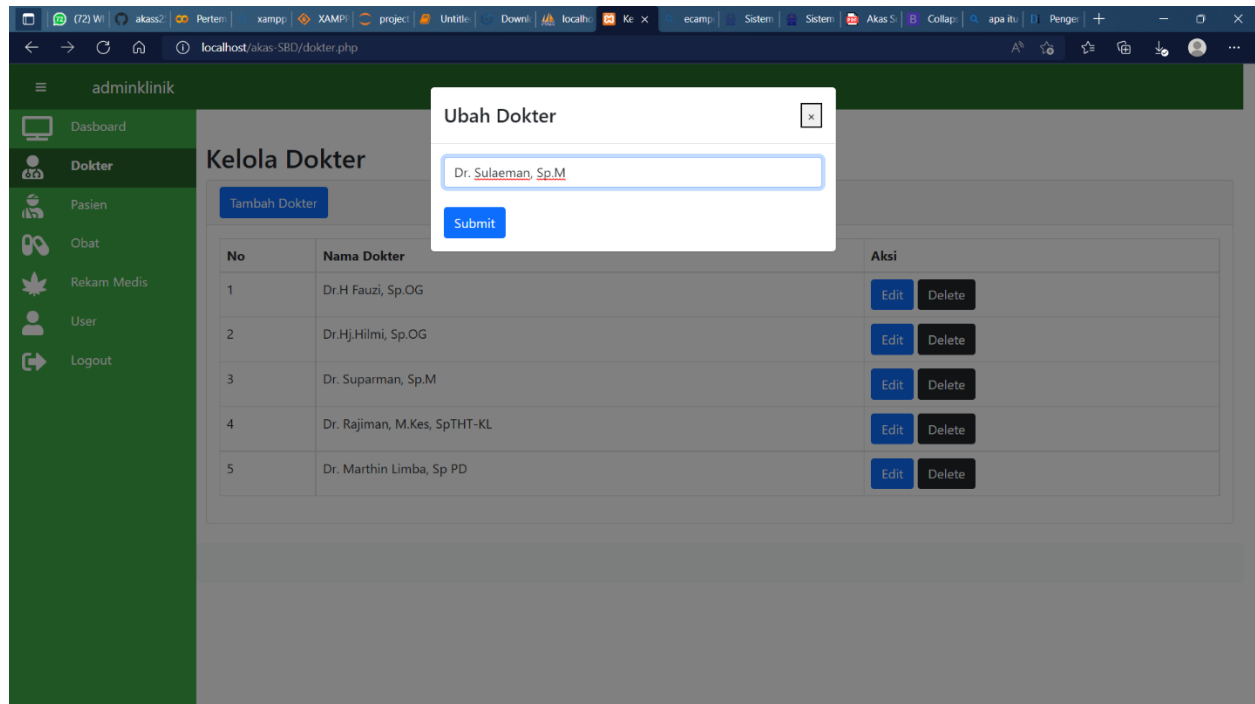 (72) W akass2 Pertem xampp XAMPP project Untitle Downl localho Ke ecamp Sistem Sistem Akas S Collap apa itu Penger
localhost/akas-SBD/dokter.php
adminklinik
Ubah Dokter
Dasboard
Dokter
Kelola Dokter
Dr. Sulaeman, Sp.M
Pasien
Tambah Dokter
Submit
Obat
No Nama Dokter Aksi
Rekam Medis
1 Dr.H Fauzi, Sp.OG Edit Delete
User
2 Dr.Hj.Hilmi, Sp.OG Edit Delete
Logout
3 Dr. Suparman, Sp.M Edit Delete
4 Dr. Rajiman, M.Kes, SpTHT-KL Edit Delete
5 Dr. Marthin Limba, Sp PD Edit Delete